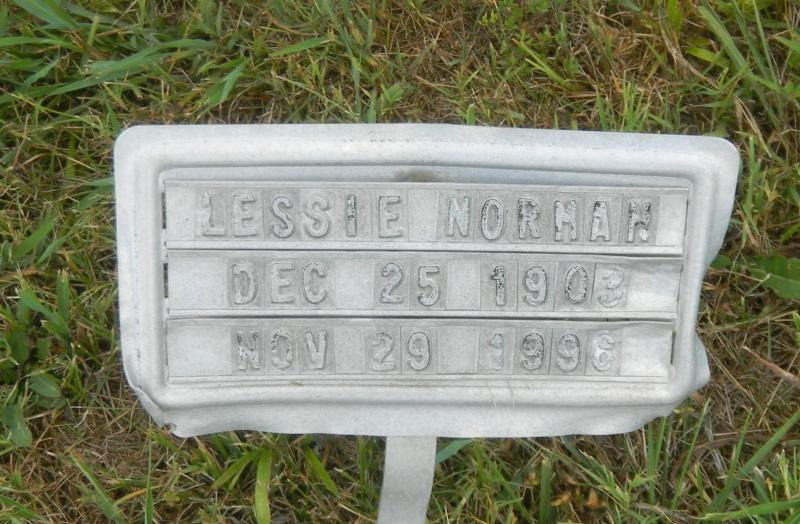 LESSIE NORMAN
DEC 25 1903
NOV 29 1996